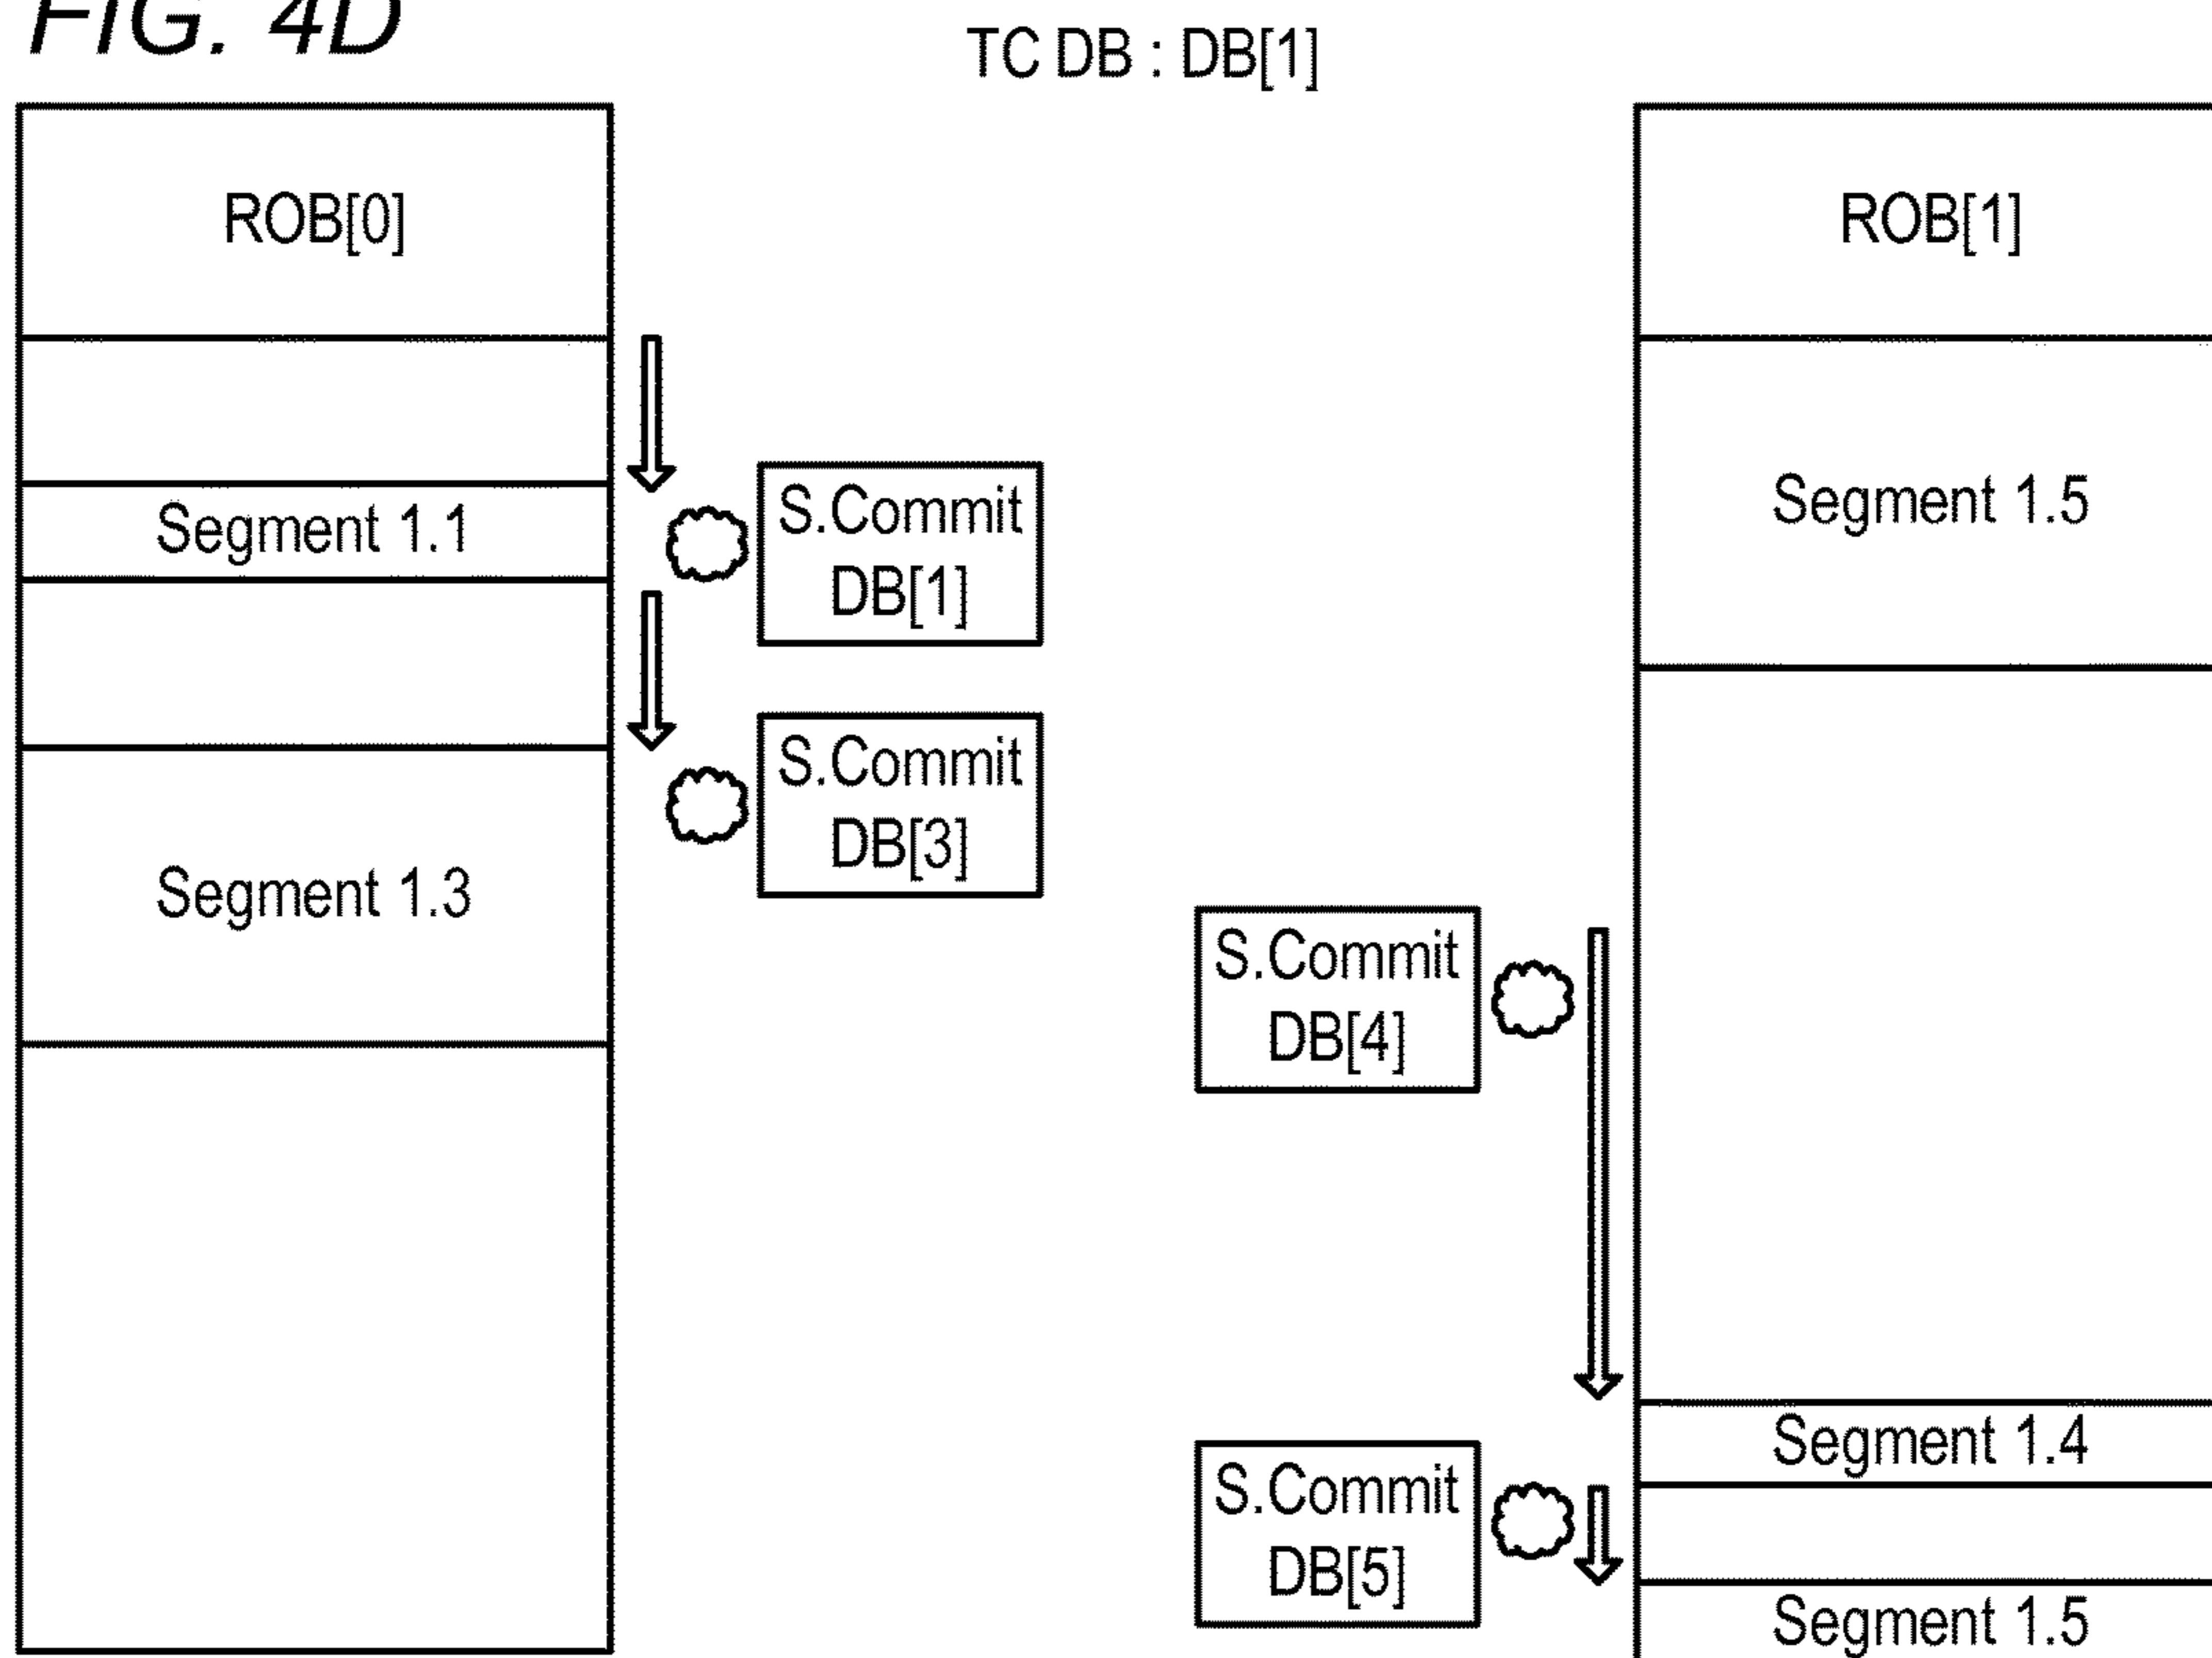 FIG. 4D
TC DB : DB[1]
ROB[0]
Segment 1.1
Segment 1.3
S.Commit
DB[1]
S.Commit
DB[3]
S.Commit
DB[4]
S.Commit
DB[5]
ROB[1]
Segment 1.5
Segment 1.4
Segment 1.5